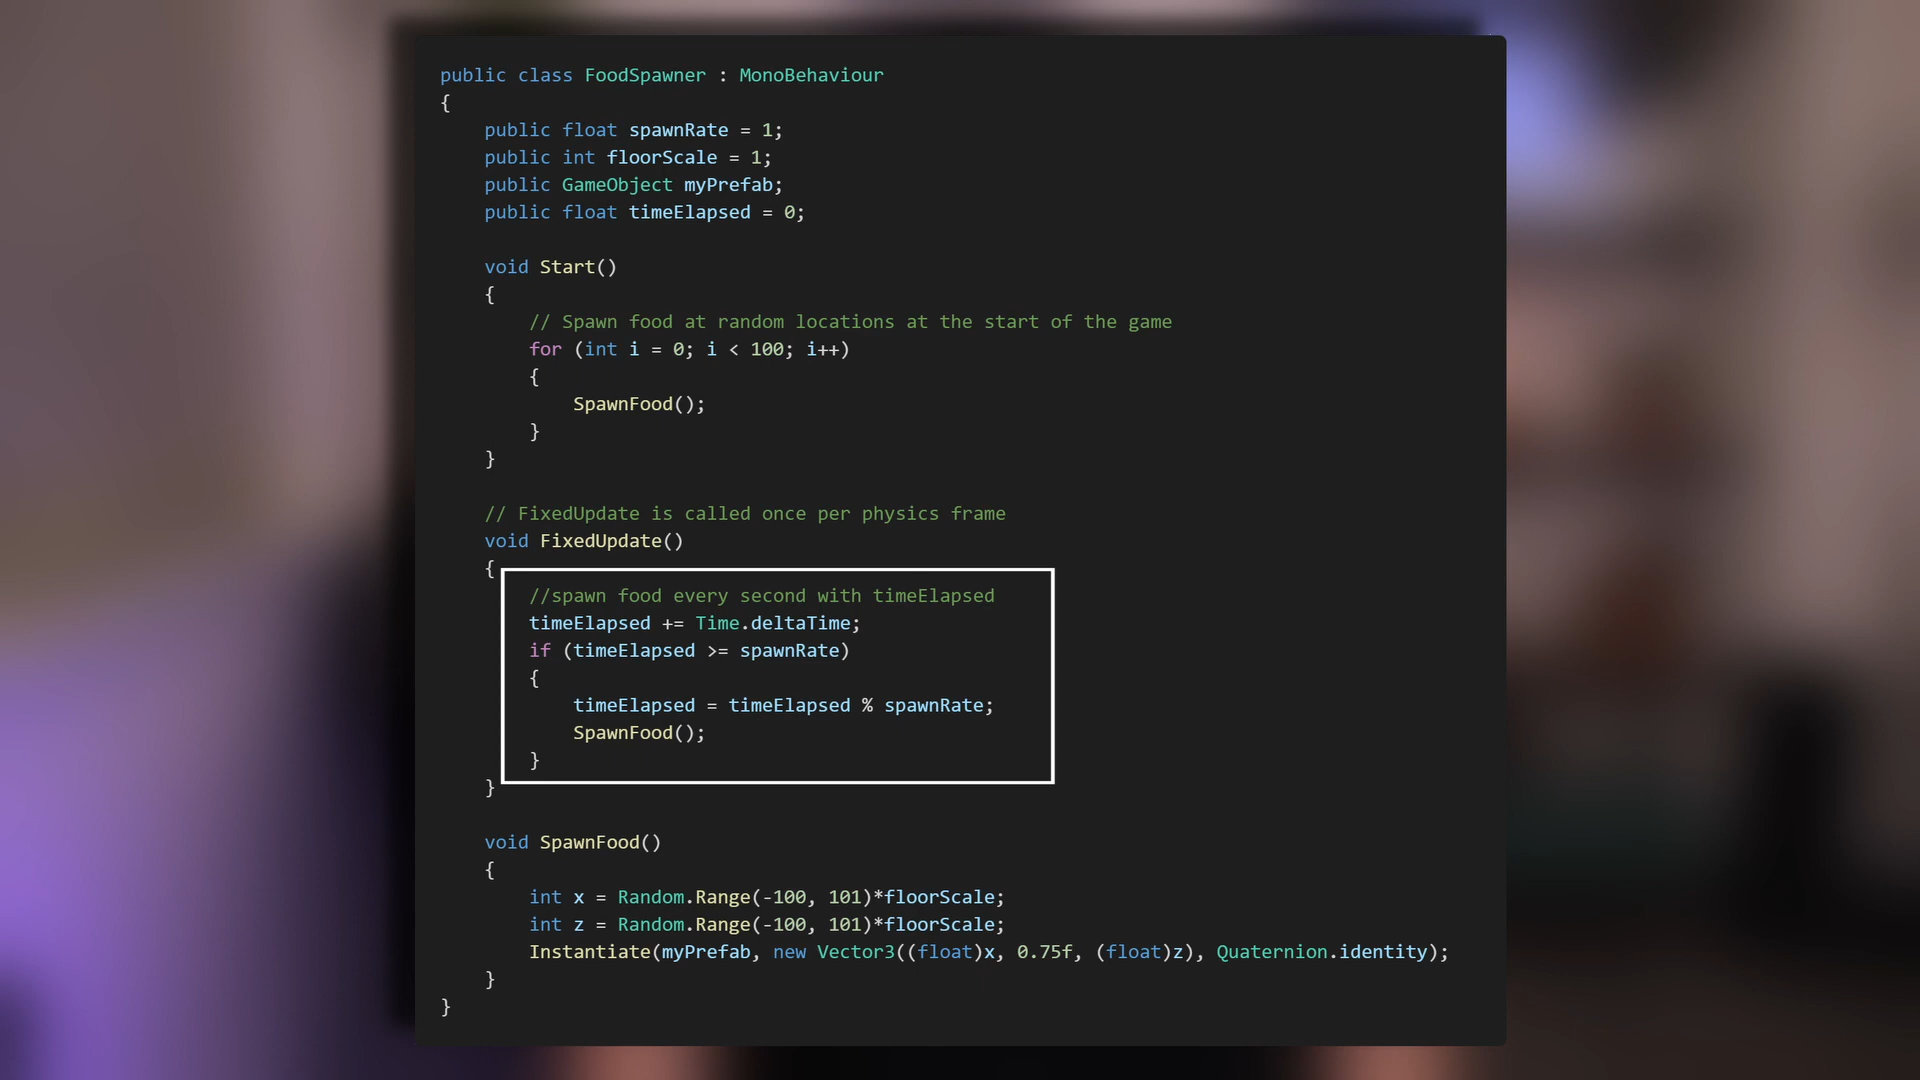 public class FoodSpawner : MonoBehaviour
{
    public float spawnRate = 1;
    public int floorScale = 1;
    public GameObject myPrefab;
    public float timeElapsed = 0;

    void Start()
    {
        // Spawn food at random locations at the start of the game
        for (int i = 0; i < 100; i++)
        {
            SpawnFood();
        }
    }

    // FixedUpdate is called once per physics frame
    void FixedUpdate()
    {
        //spawn food every second with timeElapsed
        timeElapsed += Time.deltaTime;
        if (timeElapsed >= spawnRate)
        {
            timeElapsed = timeElapsed % spawnRate;
            SpawnFood();
        }
    }

    void SpawnFood()
    {
        int x = Random.Range(-100, 101)*floorScale;
        int z = Random.Range(-100, 101)*floorScale;
        Instantiate(myPrefab, new Vector3((float)x, 0.75f, (float)z), Quaternion.identity);
    }
}